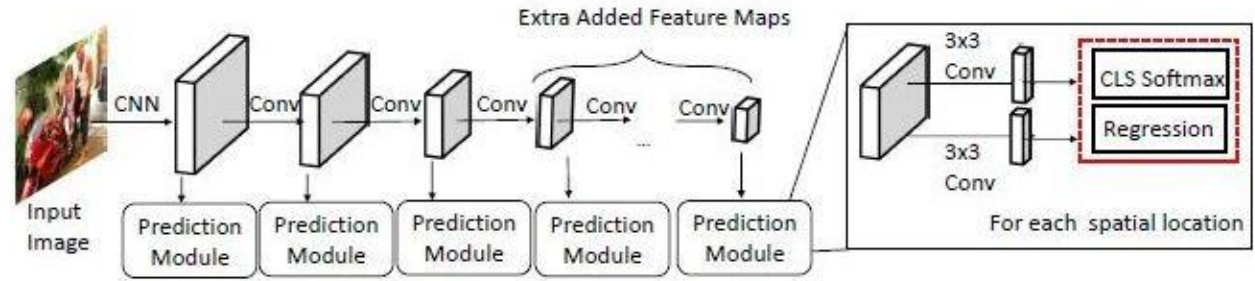 Extra Added Feature Maps
CNN
Conv
Conv
Conv
Conv
...
Conv
Input
Image
Prediction
Module
Prediction
Module
Prediction
Module
Prediction
Module
Prediction
Module
3x3
Conv
3x3
Conv
CLS Softmax
Regression
For each spatial location